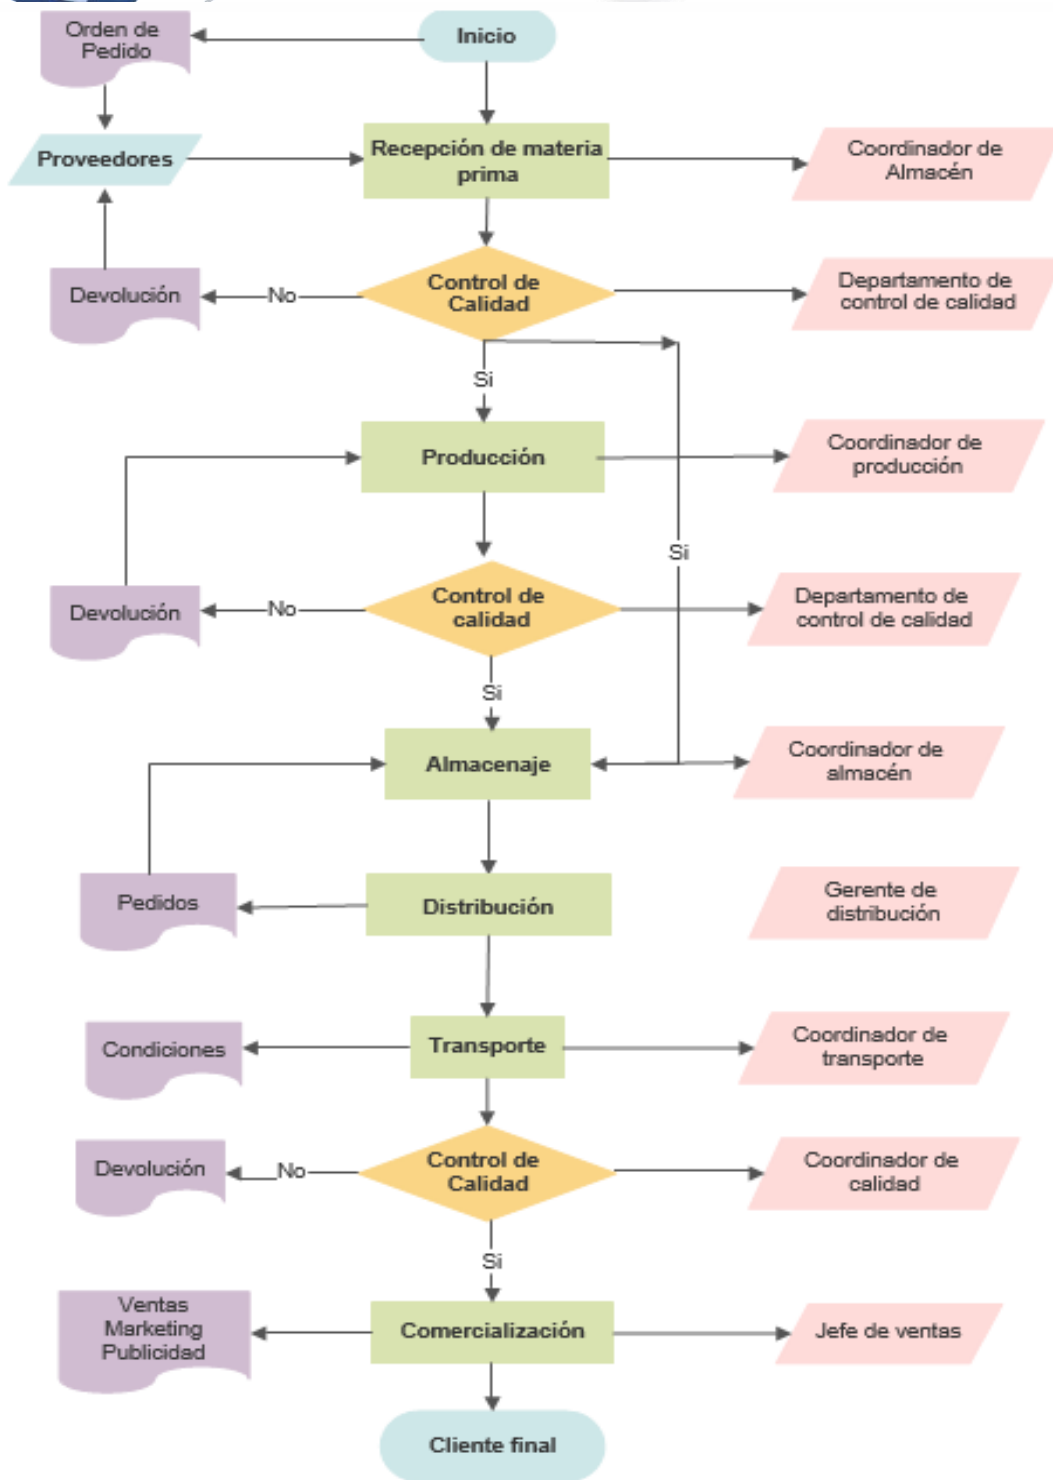 Orden de
Pedido
Inicio
Proveedores
Recepción de materia
prima
Coordinador de
Almacén
Devolución
No
Control de
Calidad
Departamento de
control de calidad
Si
Producción
Coordinador de
producción
Si
Devolución
No
Control de
calidad
Departamento de
control de calidad
Si
Almacenaje
Coordinador de
almacén
Pedidos
Distribución
Gerente de
distribución
Condiciones
Transporte
Coordinador de
transporte
Devolución
No
Control de
Calidad
Coordinador de
calidad
Si
Ventas
Marketing
Publicidad
Comercialización
Jefe de ventas
Cliente final